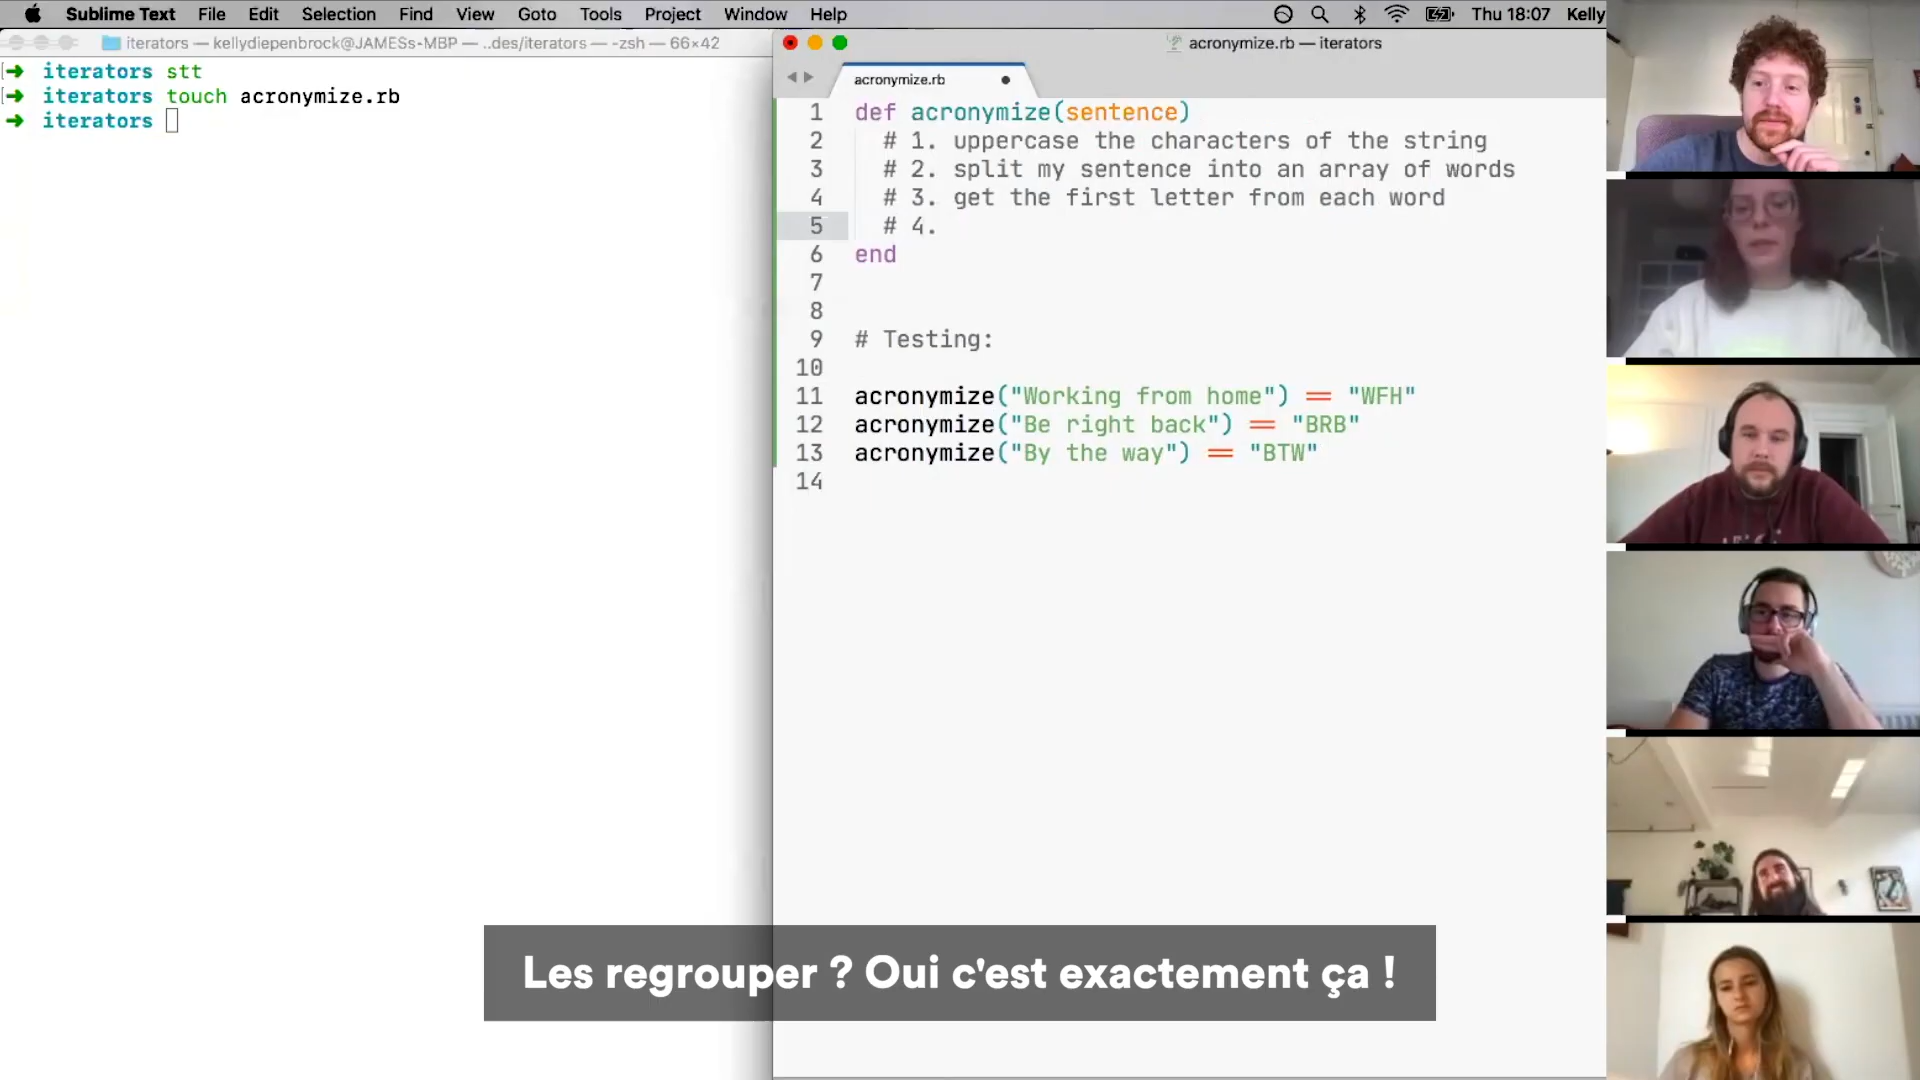 Sublime Text File Edit Selection Find View Goto Tools Project Window Help Thu 18:07 Kelly
iterators — kellydiepenbrock@JAMESs-MBP — ..des/iterators — -zsh — 66×42
iterators stt
iterators touch acronymize.rb
iterators
acronymize.rb — iterators
acronymize.rb
1 def acronymize(sentence)
2 # 1. uppercase the characters of the string
3 # 2. split my sentence into an array of words
4 # 3. get the first letter from each word
5 # 4.
6 end
7
8
9 # Testing:
10
11 acronymize("Working from home") == "WFH"
12 acronymize("Be right back") == "BRB"
13 acronymize("By the way") == "BTW"
14
Les regrouper ? Oui c'est exactement ça !